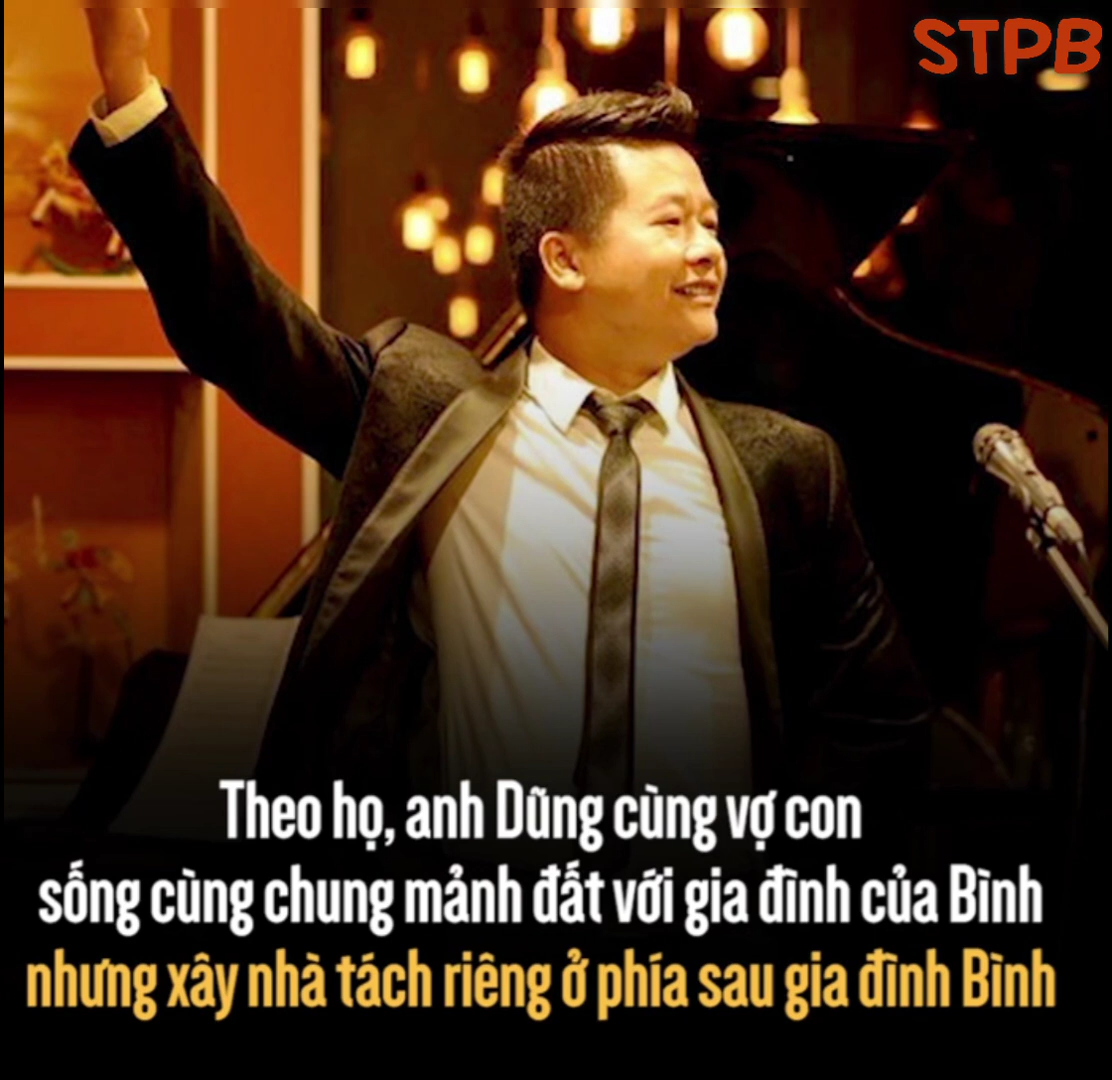 STPB
Theo họ, anh Dũng cùng vợ con
sống cùng chung mảnh đất với gia đình của Bình
nhưng xây nhà tách riêng ở phía sau gia đình Bình